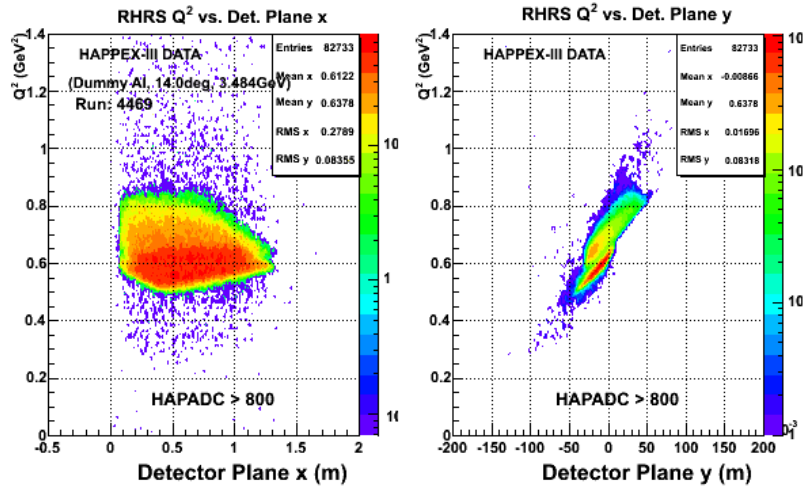 RHRS Q² vs. Det. Plane x
Q² (GeV²)
1.4
1.2
1
0.8
0.6
0.4
0.2
0
HAPPEX-III DATA
(Dummy Al, 14.0deg, 3.484GeV)
Run: 4469
Entries 82733
Mean x 0.6122
Mean y 0.6378
RMS x 0.2789
RMS y 0.08355
HAPADC > 800
-0.5 0 0.5 1 1.5 2
Detector Plane x (m)
10
1
RHRS Q² vs. Det. Plane y
Q² (GeV²)
1.4
1.2
1
0.8
0.6
0.4
0.2
0
HAPPEX-III DATA
Entries 82733
Mean x -0.00866
Mean y 0.6378
RMS x 0.01696
RMS y 0.08318
HAPADC > 800
-200 -150 -100 -50 0 50 100 150 200
Detector Plane y (m)
10
10
10